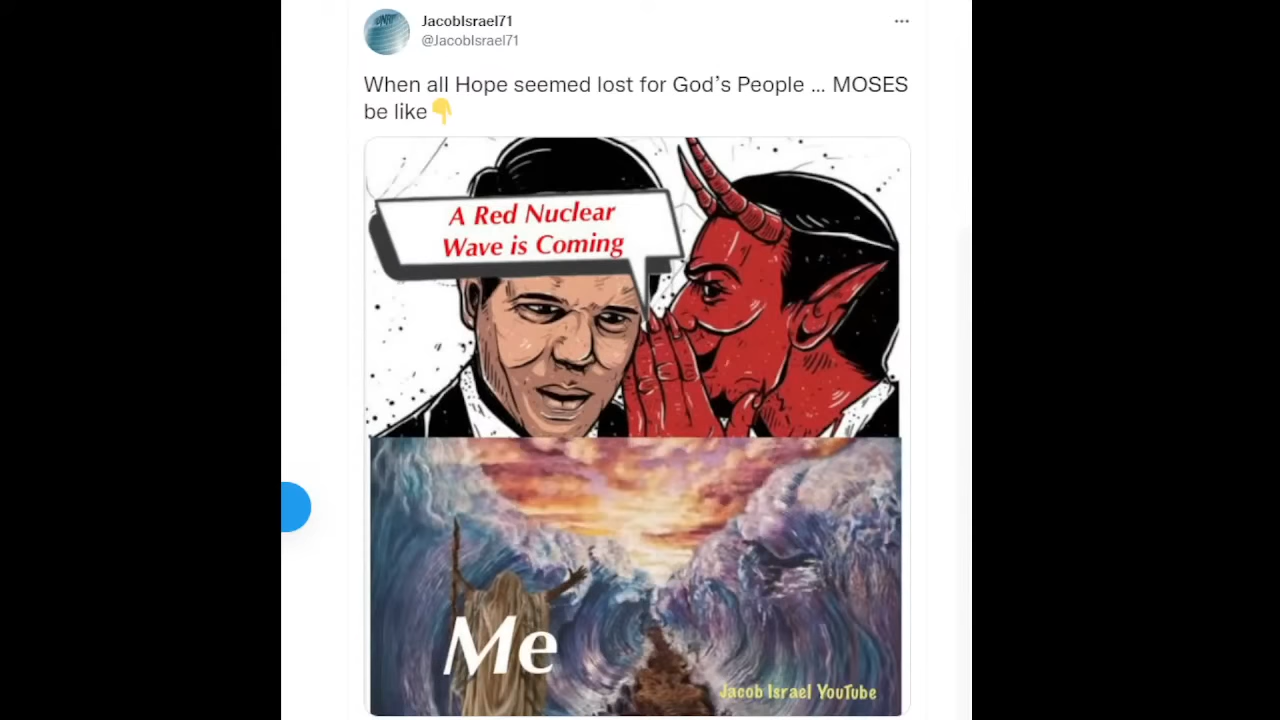 JacobIsrael71
@JacobIsrael71
When all Hope seemed lost for God's People ... MOSES
be like👇
A Red Nuclear
Wave is Coming
Me
Jacob Israel YouTube